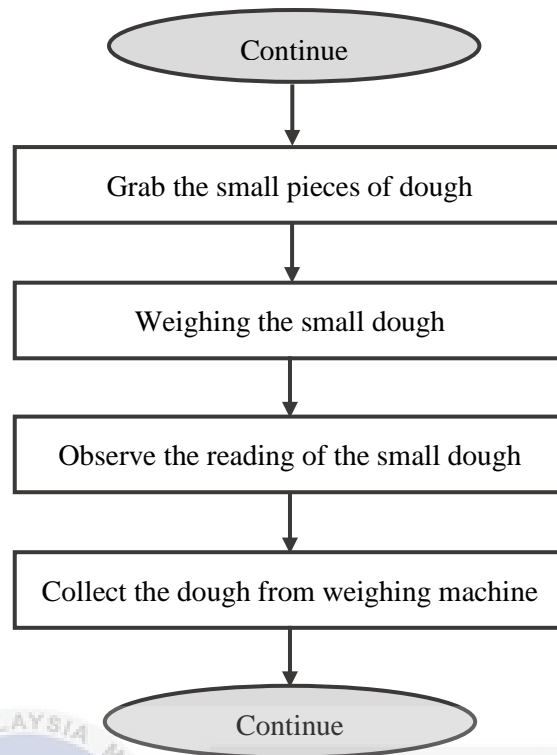 Continue
Grab the small pieces of dough
Weighing the small dough
Observe the reading of the small dough
Collect the dough from weighing machine
Continue